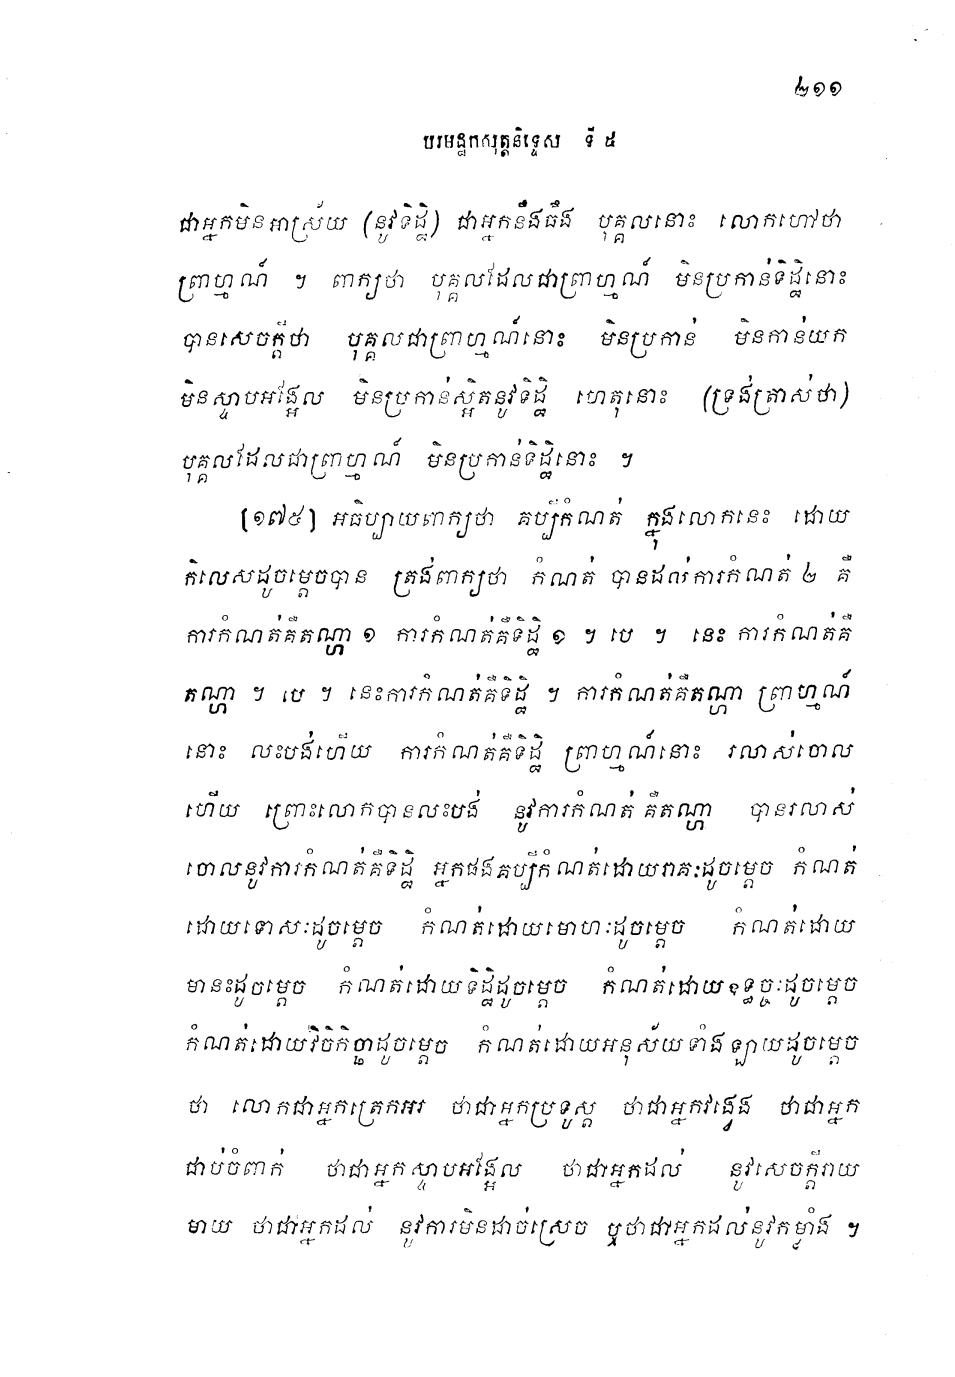 ២១១
បរមដ្ឋកសុត្តនិទ្ទេស ទី ៥
ជាអ្នកមិនអាស្រ័យ (នូវទិដ្ឋិ) ជាអ្នកនឹងធឹង បុគ្គលនោះ លោកហៅថា
ព្រាហ្មណ៍ ។ ពាក្យថា បុគ្គលដែលជាព្រាហ្មណ៍ មិនប្រកាន់ទិដ្ឋិនោះ
បានសេចក្តីថា បុគ្គលជាព្រាហ្មណ៍នោះ មិនប្រកាន់ មិនកាន់យក
មិនស្ទាបអង្អែល មិនប្រកាន់ស្អិតនូវទិដ្ឋិ ហេតុនោះ (ទ្រង់ត្រាស់ថា)
បុគ្គលដែលជាព្រាហ្មណ៍ មិនប្រកាន់ទិដ្ឋិនោះ ។
[១៧៥] អធិប្បាយពាក្យថា គប្បីកំណត់ ក្នុងលោកនេះ ដោយ
កិលេសដូចម្តេចបាន ត្រង់ពាក្យថា កំណត់ បានដល់ការកំណត់ ២ គឺ
ការកំណត់គឺតណ្ហា ១ ការកំណត់គឺទិដ្ឋិ ១ ។ បេ ។ នេះ ការកំណត់គឺ
តណ្ហា ។ បេ ។ នេះការកំណត់គឺទិដ្ឋិ ។ ការកំណត់គឺតណ្ហា ព្រាហ្មណ៍
នោះ លះបង់ហើយ ការកំណត់គឺទិដ្ឋិ ព្រាហ្មណ៍នោះ រលាស់ចោល
ហើយ ព្រោះលោកបានលះបង់ នូវការកំណត់ គឺតណ្ហា បានរលាស់
ចោលនូវការកំណត់គឺទិដ្ឋិ អ្នកផងគប្បីកំណត់ដោយរាគៈដូចម្តេច កំណត់
ដោយទោសៈដូចម្តេច កំណត់ដោយមោហៈដូចម្តេច កំណត់ដោយ
មានះដូចម្តេច កំណត់ដោយទិដ្ឋិដូចម្តេច កំណត់ដោយឧទ្ធច្ចៈដូចម្តេច
កំណត់ដោយវិចិកិច្ឆាដូចម្តេច កំណត់ដោយអនុស័យទាំងឡាយដូចម្តេច
ថា លោកជាអ្នកត្រេកអរ ថាជាអ្នកប្រទូស្ត ថាជាអ្នកវង្វេង ថាជាអ្នក
ជាប់ចំពាក់ ថាជាអ្នកស្ទាបអង្អែល ថាជាអ្នកដល់ នូវសេចក្តីរាយ
មាយ ថាជាអ្នកដល់ នូវការមិនដាច់ស្រេច ឬថាជាអ្នកដល់នូវកម្លាំង ។